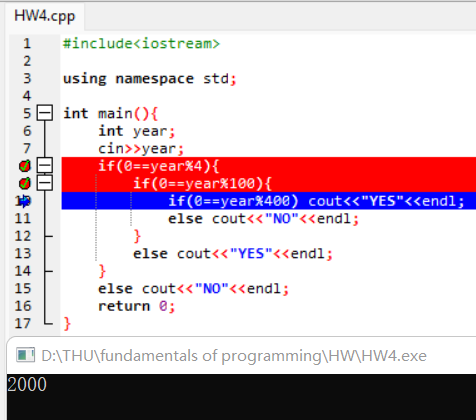 HW4.cpp
1 #include<iostream>
2
3 using namespace std;
4
5 int main(){
6 int year;
7 cin>>year;
if(0==year%4){
if(0==year%100){
if(0==year%400) cout<<"YES"<<endl;
11 else cout<<"NO"<<endl;
12 }
13 else cout<<"YES"<<endl;
14 }
15 else cout<<"NO"<<endl;
16 return 0;
17 }
D:\THU\fundamentals of programming\HW\HW4.exe
2000